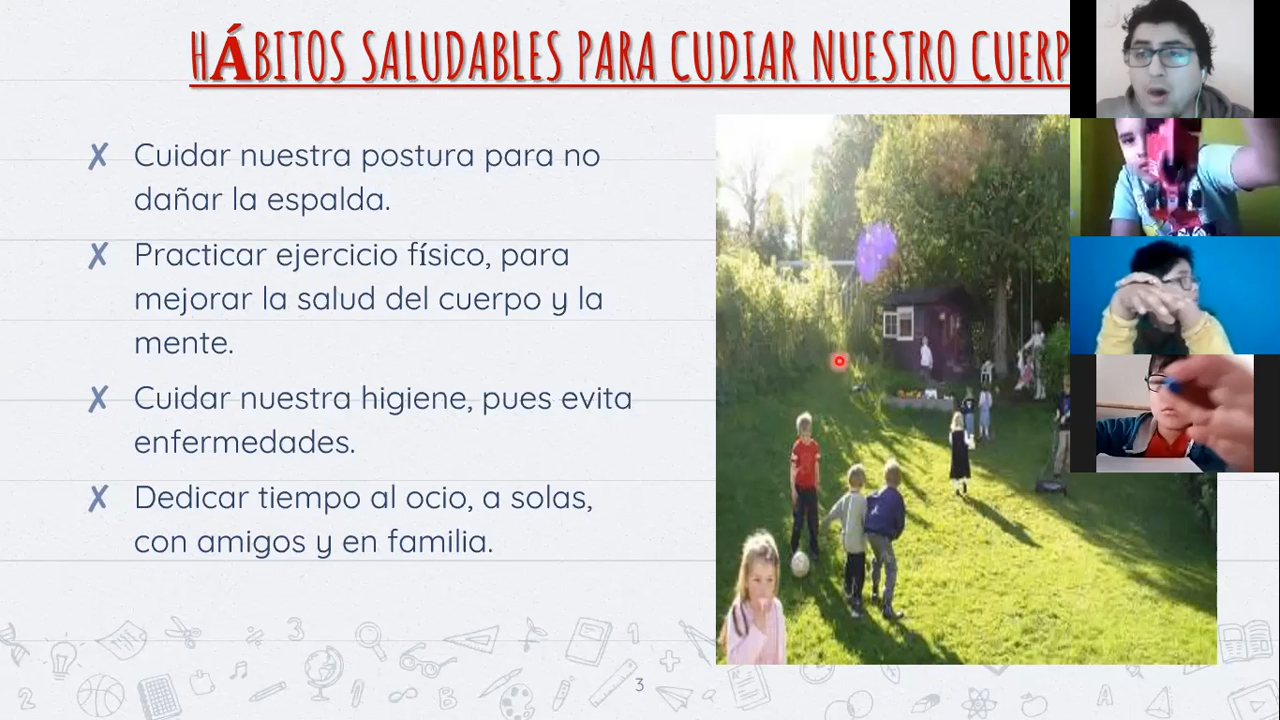 HÁBITOS SALUDABLES PARA CUDIAR NUESTRO CUERP
✗ Cuidar nuestra postura para no
dañar la espalda.
✗ Practicar ejercicio físico, para
mejorar la salud del cuerpo y la
mente.
✗ Cuidar nuestra higiene, pues evita
enfermedades.
✗ Dedicar tiempo al ocio, a solas,
con amigos y en familia.
3